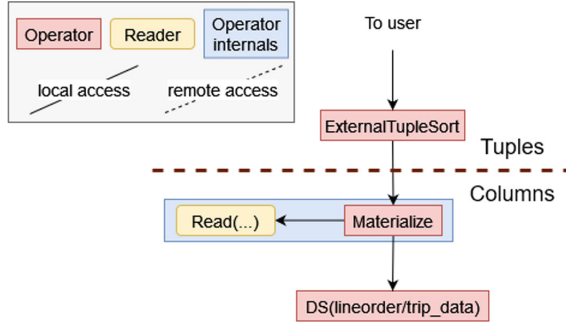 Operator
Reader
Operator
internals
local access
remote access
To user
ExternalTupleSort
Tuples
Columns
Read(...)
Materialize
DS(lineorder/trip_data)